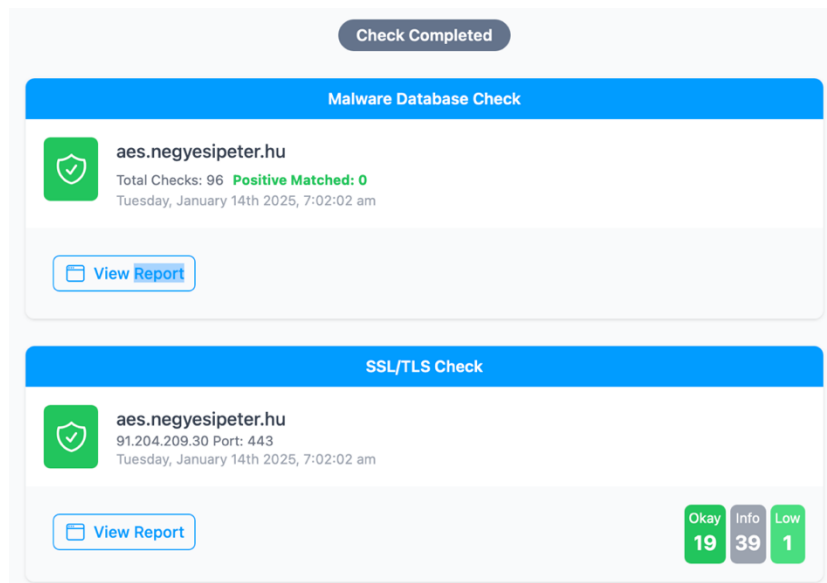 Check Completed
Malware Database Check
aes.negyesipeter.hu
Total Checks: 96 Positive Matched: 0
Tuesday, January 14th 2025, 7:02:02 am
View Report
SSL/TLS Check
aes.negyesipeter.hu
91.204.209.30 Port: 443
Tuesday, January 14th 2025, 7:02:02 am
View Report
Okay Info Low
19 39 1